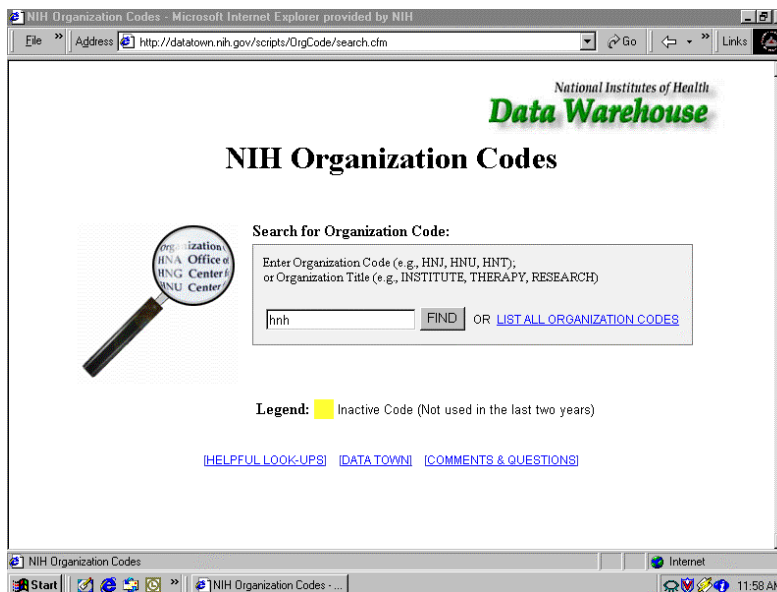 NIH Organization Codes - Microsoft Internet Explorer provided by NIH
File » Address http://datatown.nih.gov/scripts/OrgCode/search.cfm Go » Links
National Institutes of Health
Data Warehouse
NIH Organization Codes
Search for Organization Code:
Enter Organization Code (e.g., HNJ, HNU, HNT);
or Organization Title (e.g., INSTITUTE, THERAPY, RESEARCH)
hnh FIND OR LIST ALL ORGANIZATION CODES
Organization
HNA Office of
HNG Center f
HNU Center
Legend: Inactive Code (Not used in the last two years)
[HELPFUL LOOK-UPS] [DATA TOWN] [COMMENTS & QUESTIONS]
NIH Organization Codes Internet
Start » NIH Organization Codes - ... 11:58 AM